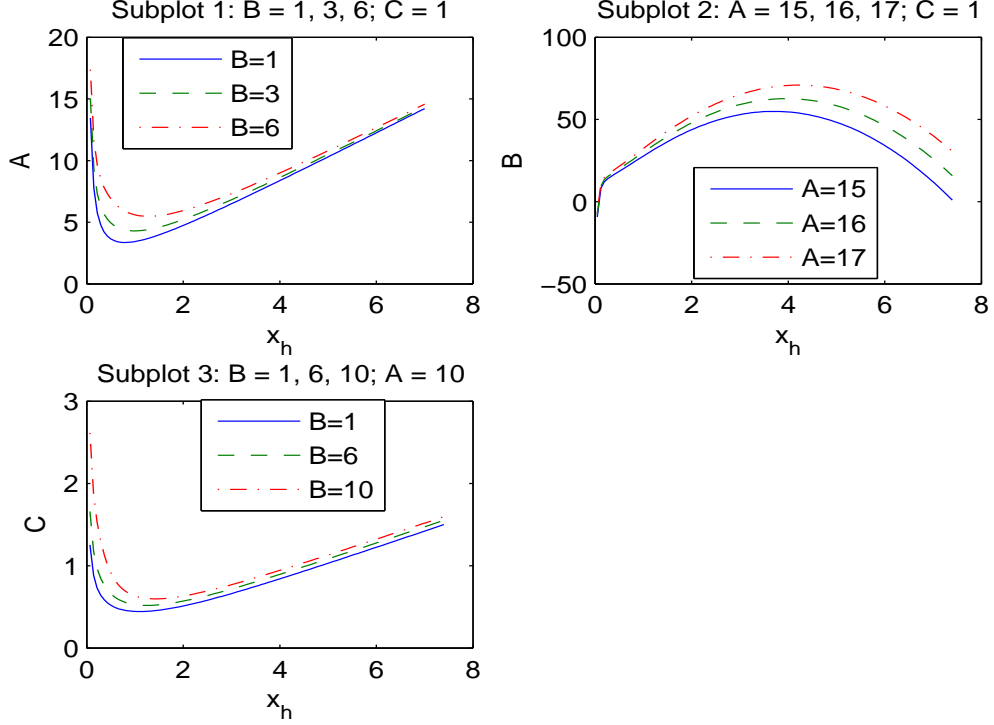 Subplot 1: B = 1, 3, 6; C = 1
20
15
10
5
0
A
B=1
B=3
B=6
0 2 4 6 8
x_h
Subplot 2: A = 15, 16, 17; C = 1
100
50
0
−50
B
A=15
A=16
A=17
0 2 4 6 8
x_h
Subplot 3: B = 1, 6, 10; A = 10
3
2
1
0
C
B=1
B=6
B=10
0 2 4 6 8
x_h